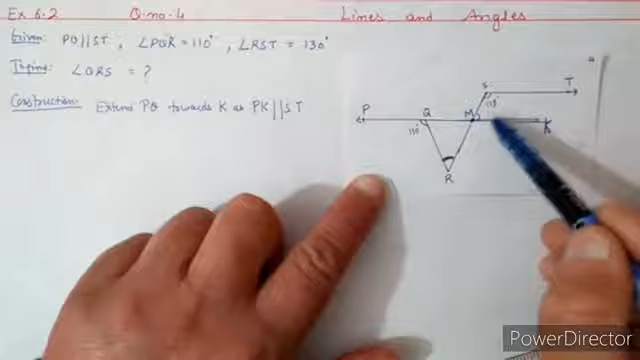 Ex 6.2 Q.no.4 Lines and Angles
Given: PQ||ST, ∠PQR = 110°, ∠RST = 130°
To find: ∠QRS = ?
Construction: Extend PQ towards K as PK||ST
S T
130°
P Q M K
110°
R
PowerDirector